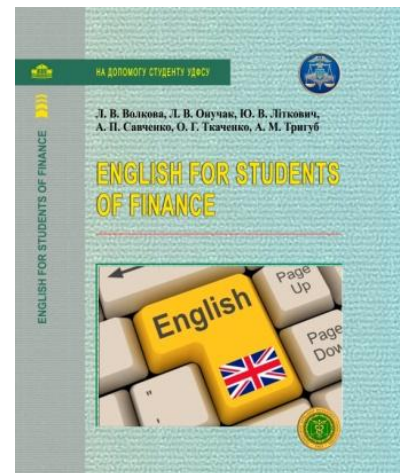 НА ДОПОМОГУ СТУДЕНТУ УДФСУ
Л. В. Волкова, Л. В. Онучак, Ю. В. Літкович,
А. П. Савченко, О. Г. Ткаченко, А. М. Тригуб
ENGLISH FOR STUDENTS
OF FINANCE
ENGLISH FOR STUDENTS OF FINANCE
English
Page
Up
Page
Dow